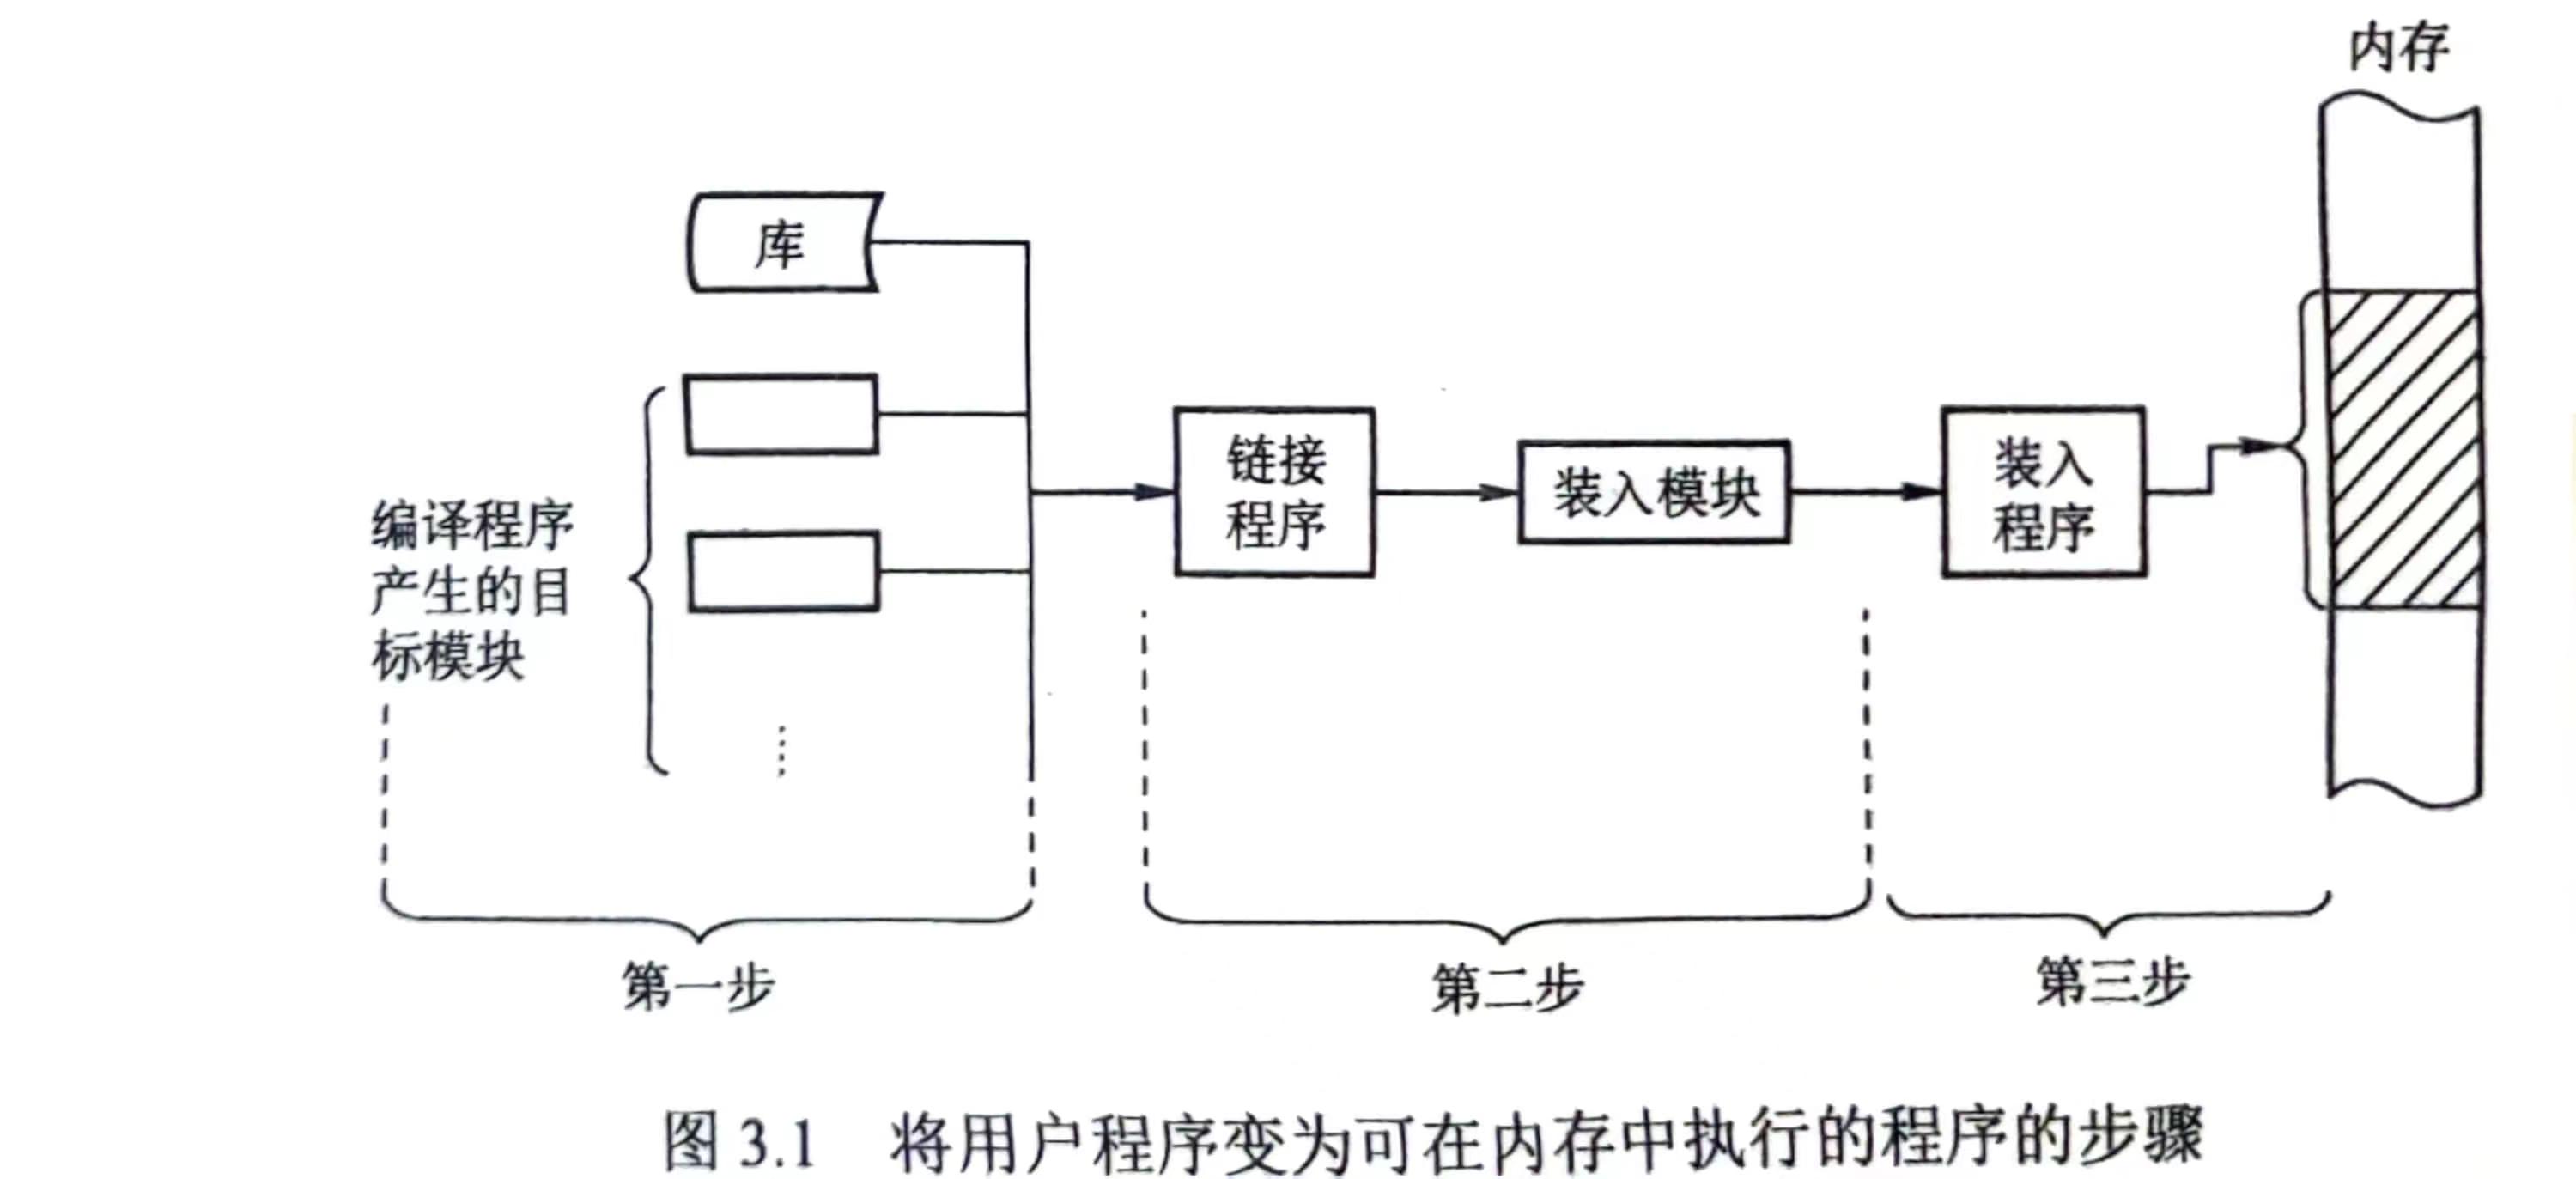 内存
库
编译程序
产生的目
标模块
链接
程序
装入模块
装入
程序
第一步
第二步
第三步
图 3.1 将用户程序变为可在内存中执行的程序的步骤